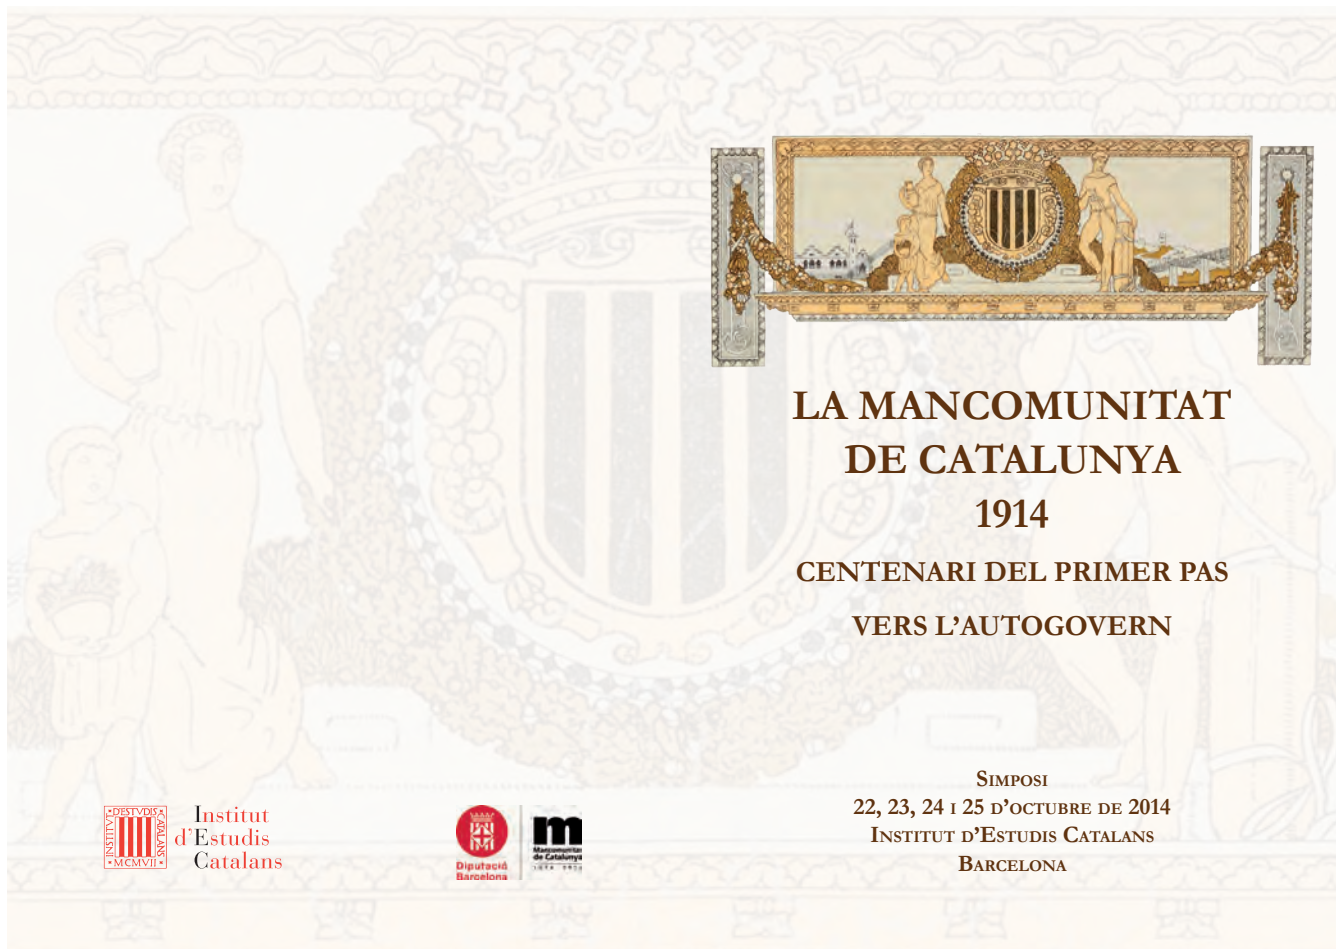 LA MANCOMUNITAT
DE CATALUNYA
1914
CENTENARI DEL PRIMER PAS
VERS L’AUTOGOVERN
SIMPOSI
22, 23, 24 I 25 D’OCTUBRE DE 2014
INSTITUT D’ESTUDIS CATALANS
BARCELONA
INSTITVT
D'ESTVDIS
CATALANS
MCMVII
Institut
d'Estudis
Catalans
Diputació
Barcelona
m
Mancomunitat
de Catalunya